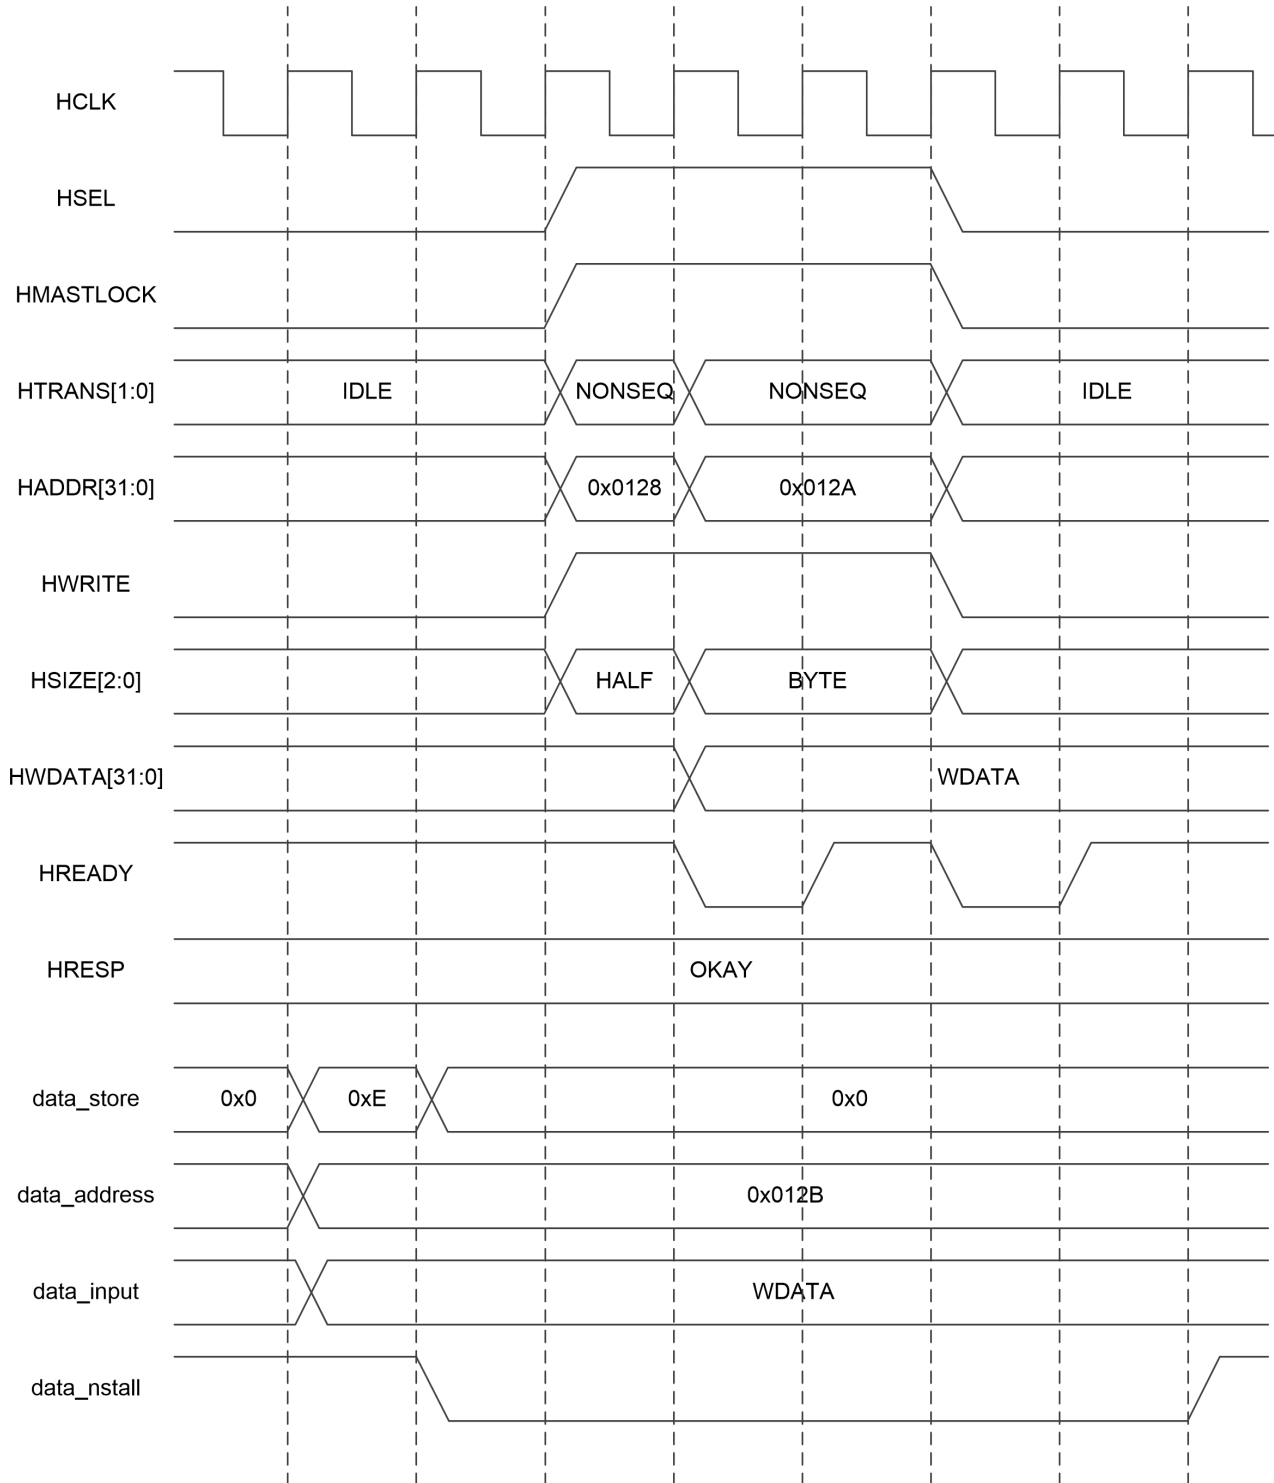 HCLK
HSEL
HMASTLOCK
HTRANS[1:0] IDLE NONSEQ NONSEQ IDLE
HADDR[31:0] 0x0128 0x012A
HWRITE
HSIZE[2:0] HALF BYTE
HWDATA[31:0] WDATA
HREADY
HRESP OKAY
data_store 0x0 0xE 0x0
data_address 0x012B
data_input WDATA
data_nstall